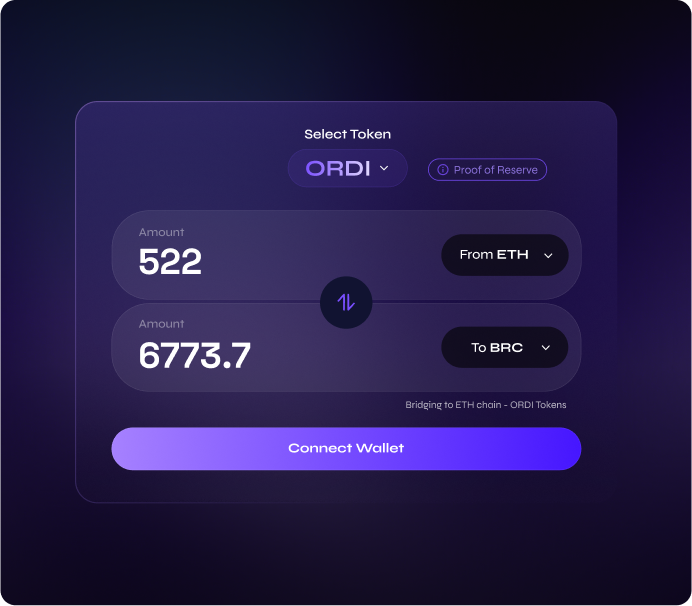 Select Token
ORDI
Proof of Reserve
Amount
522
From ETH
Amount
6773.7
To BRC
Bridging to ETH chain - ORDI Tokens
Connect Wallet